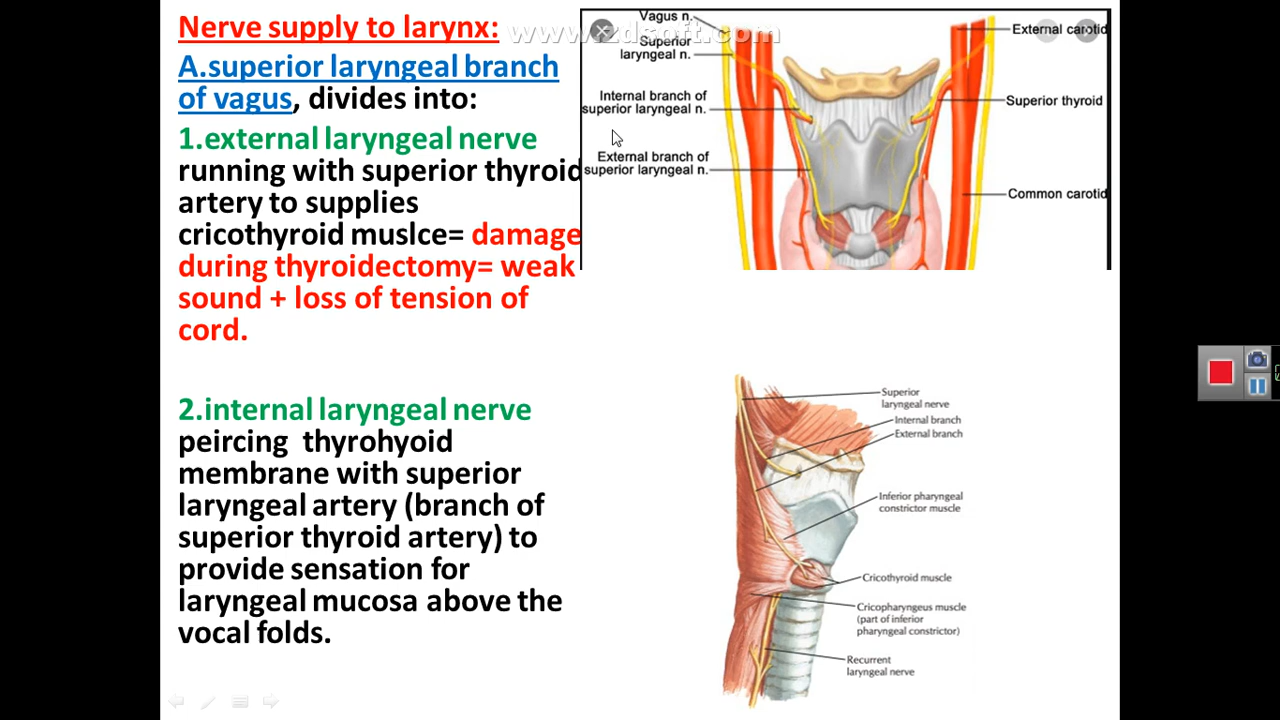 Nerve supply to larynx:
A.superior laryngeal branch
of vagus, divides into:
1.external laryngeal nerve
running with superior thyroid
artery to supplies
cricothyroid muslce= damage
during thyroidectomy= weak
sound + loss of tension of
cord.
2.internal laryngeal nerve
peircing thyrohyoid
membrane with superior
laryngeal artery (branch of
superior thyroid artery) to
provide sensation for
laryngeal mucosa above the
vocal folds.
www.zdsoft.com
Vagus n.
Superior
laryngeal n.
Internal branch of
superior laryngeal n.
External branch of
superior laryngeal n.
External carotid
Superior thyroid
Common carotid
Superior
laryngeal nerve
Internal branch
External branch
Inferior pharyngeal
constrictor muscle
Cricothyroid muscle
Cricopharyngeus muscle
(part of inferior
pharyngeal constrictor)
Recurrent
laryngeal nerve